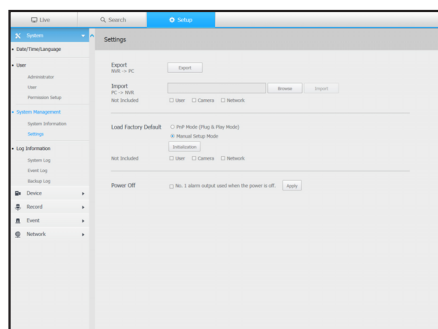 Live Search Setup
System
Date/Time/Language
User
Administrator
User
Permission Setup
System Management
System Information
Settings
Log Information
System Log
Event Log
Backup Log
Device
Record
Event
Network
Settings
Export
NVR -> PC
Export
Import
PC -> NVR
Browse Import
Not Included User Camera Network
Load Factory Default PnP Mode (Plug & Play Mode)
Manual Setup Mode
Initialization
Not Included User Camera Network
Power Off No. 1 alarm output used when the power is off. Apply